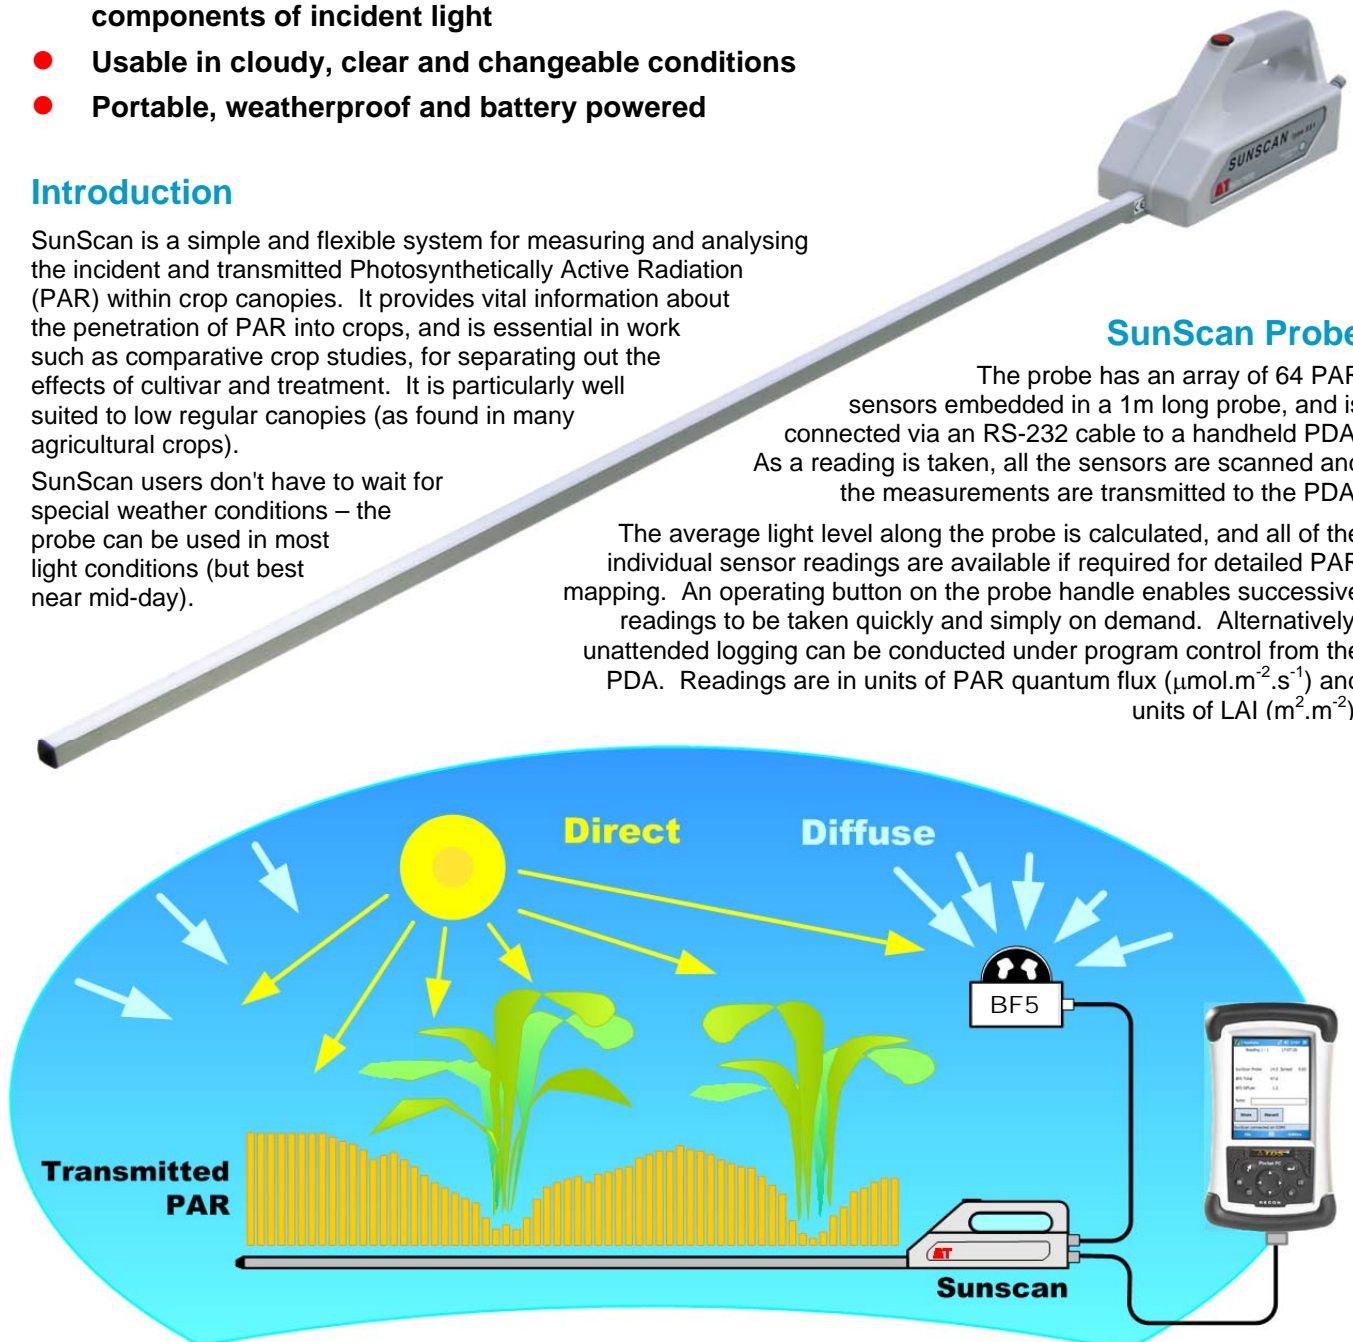 components of incident light
● Usable in cloudy, clear and changeable conditions
● Portable, weatherproof and battery powered
Introduction
SunScan is a simple and flexible system for measuring and analysing
the incident and transmitted Photosynthetically Active Radiation
(PAR) within crop canopies. It provides vital information about
the penetration of PAR into crops, and is essential in work
such as comparative crop studies, for separating out the
effects of cultivar and treatment. It is particularly well
suited to low regular canopies (as found in many
agricultural crops).
SunScan users don't have to wait for
special weather conditions – the
probe can be used in most
light conditions (but best
near mid-day).
SUNSCAN
SunScan Probe
The probe has an array of 64 PAR
sensors embedded in a 1m long probe, and is
connected via an RS-232 cable to a handheld PDA
As a reading is taken, all the sensors are scanned and
the measurements are transmitted to the PDA
The average light level along the probe is calculated, and all of the
individual sensor readings are available if required for detailed PAR
mapping. An operating button on the probe handle enables successive
readings to be taken quickly and simply on demand. Alternatively
unattended logging can be conducted under program control from the
PDA. Readings are in units of PAR quantum flux (μmol.m⁻².s⁻¹) and
units of LAI (m².m⁻²)
Direct
Diffuse
BF5
Transmitted
PAR
Sunscan
TDS
Pocket PC
RECON